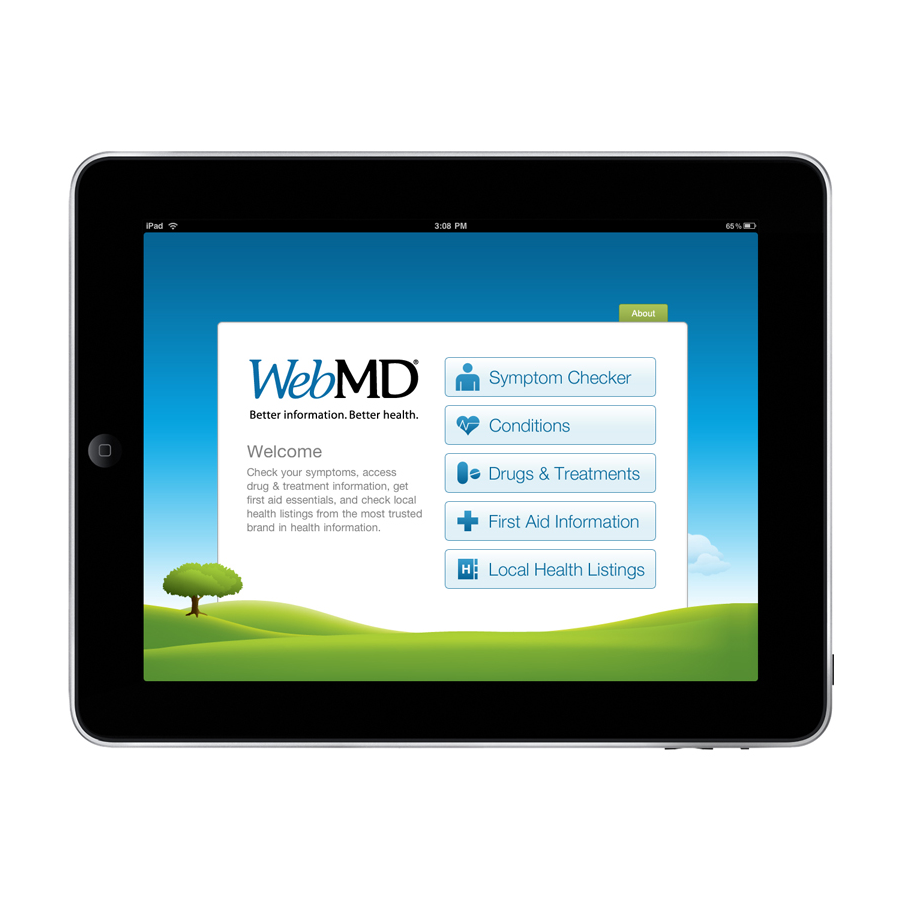 iPad
3:08 PM
65%
About
WebMD®
Better information. Better health.
Welcome
Check your symptoms, access
drug & treatment information, get
first aid essentials, and check local
health listings from the most trusted
brand in health information.
Symptom Checker
Conditions
Drugs & Treatments
First Aid Information
H
Local Health Listings